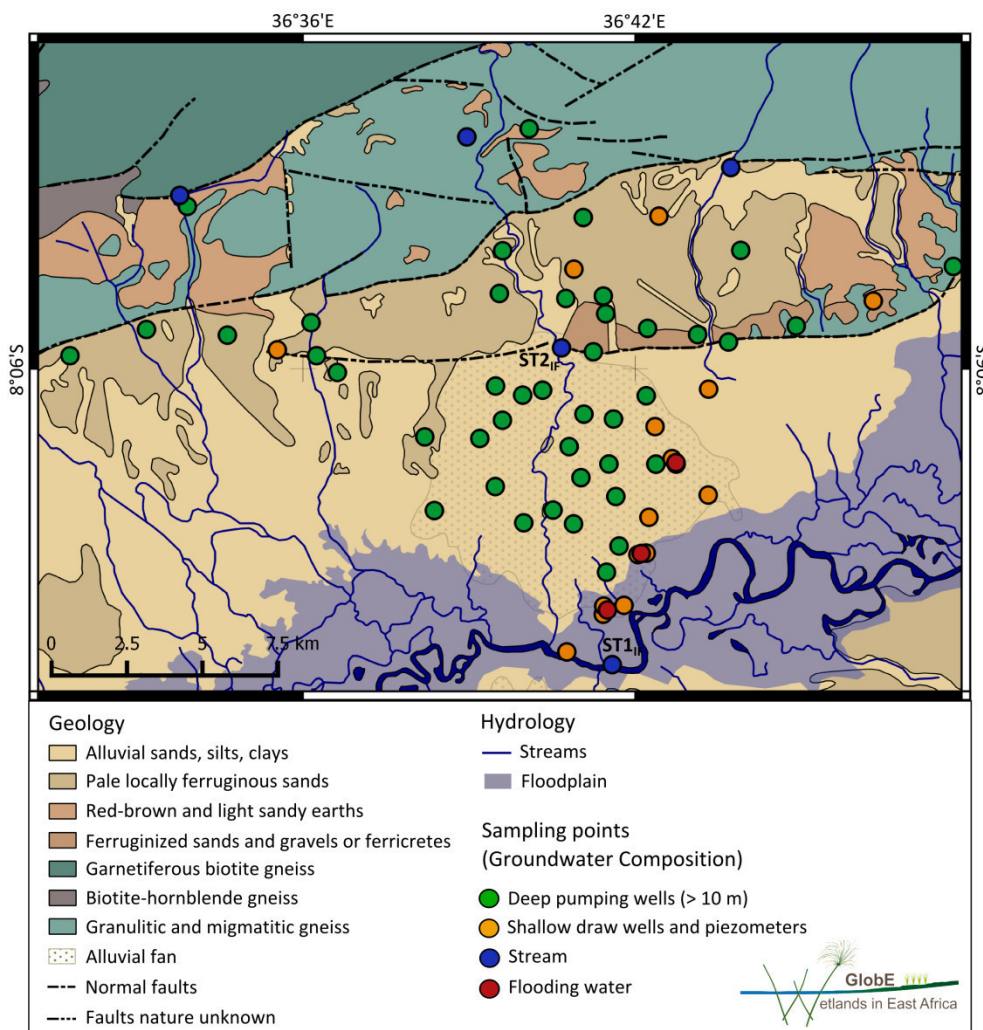 36°36'E
36°42'E
8°06'S
8°06'S
ST2IF
ST1IF
0 2.5 5 7.5 km
Geology
Alluvial sands, silts, clays
Pale locally ferruginous sands
Red-brown and light sandy earths
Ferruginized sands and gravels or ferricretes
Garnetiferous biotite gneiss
Biotite-hornblende gneiss
Granulitic and migmatitic gneiss
Alluvial fan
Normal faults
Faults nature unknown
Hydrology
Streams
Floodplain
Sampling points
(Groundwater Composition)
Deep pumping wells (> 10 m)
Shallow draw wells and piezometers
Stream
Flooding water
GlobE
Wetlands in East Africa